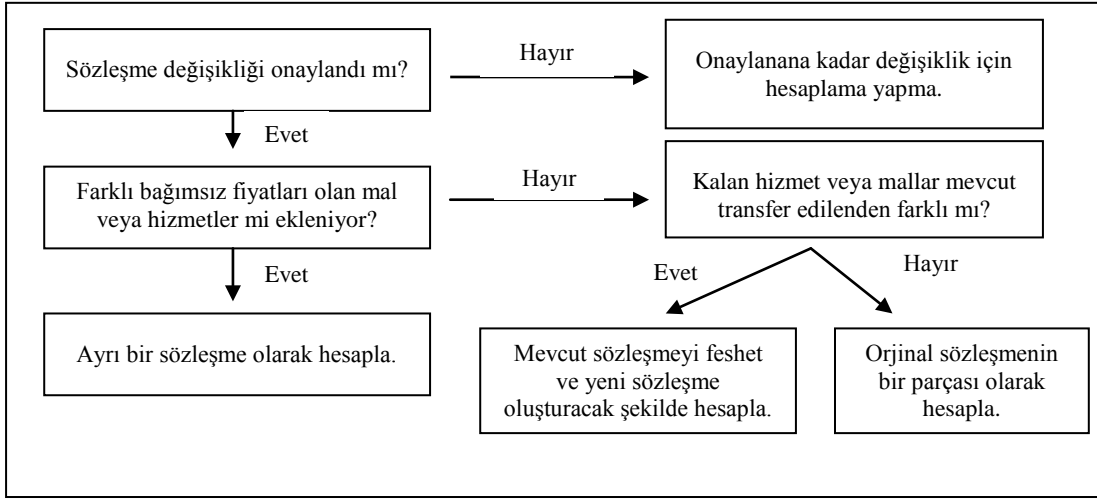 Sözleşme değişikliği onaylandı mı?
Hayır
Onaylanana kadar değişiklik için
hesaplama yapma.
Evet
Farklı bağımsız fiyatları olan mal
veya hizmetler mi ekleniyor?
Hayır
Kalan hizmet veya mallar mevcut
transfer edilenden farklı mı?
Evet
Evet
Hayır
Ayrı bir sözleşme olarak hesapla.
Mevcut sözleşmeyi feshet
ve yeni sözleşme
oluşturacak şekilde hesapla.
Orjinal sözleşmenin
bir parçası olarak
hesapla.